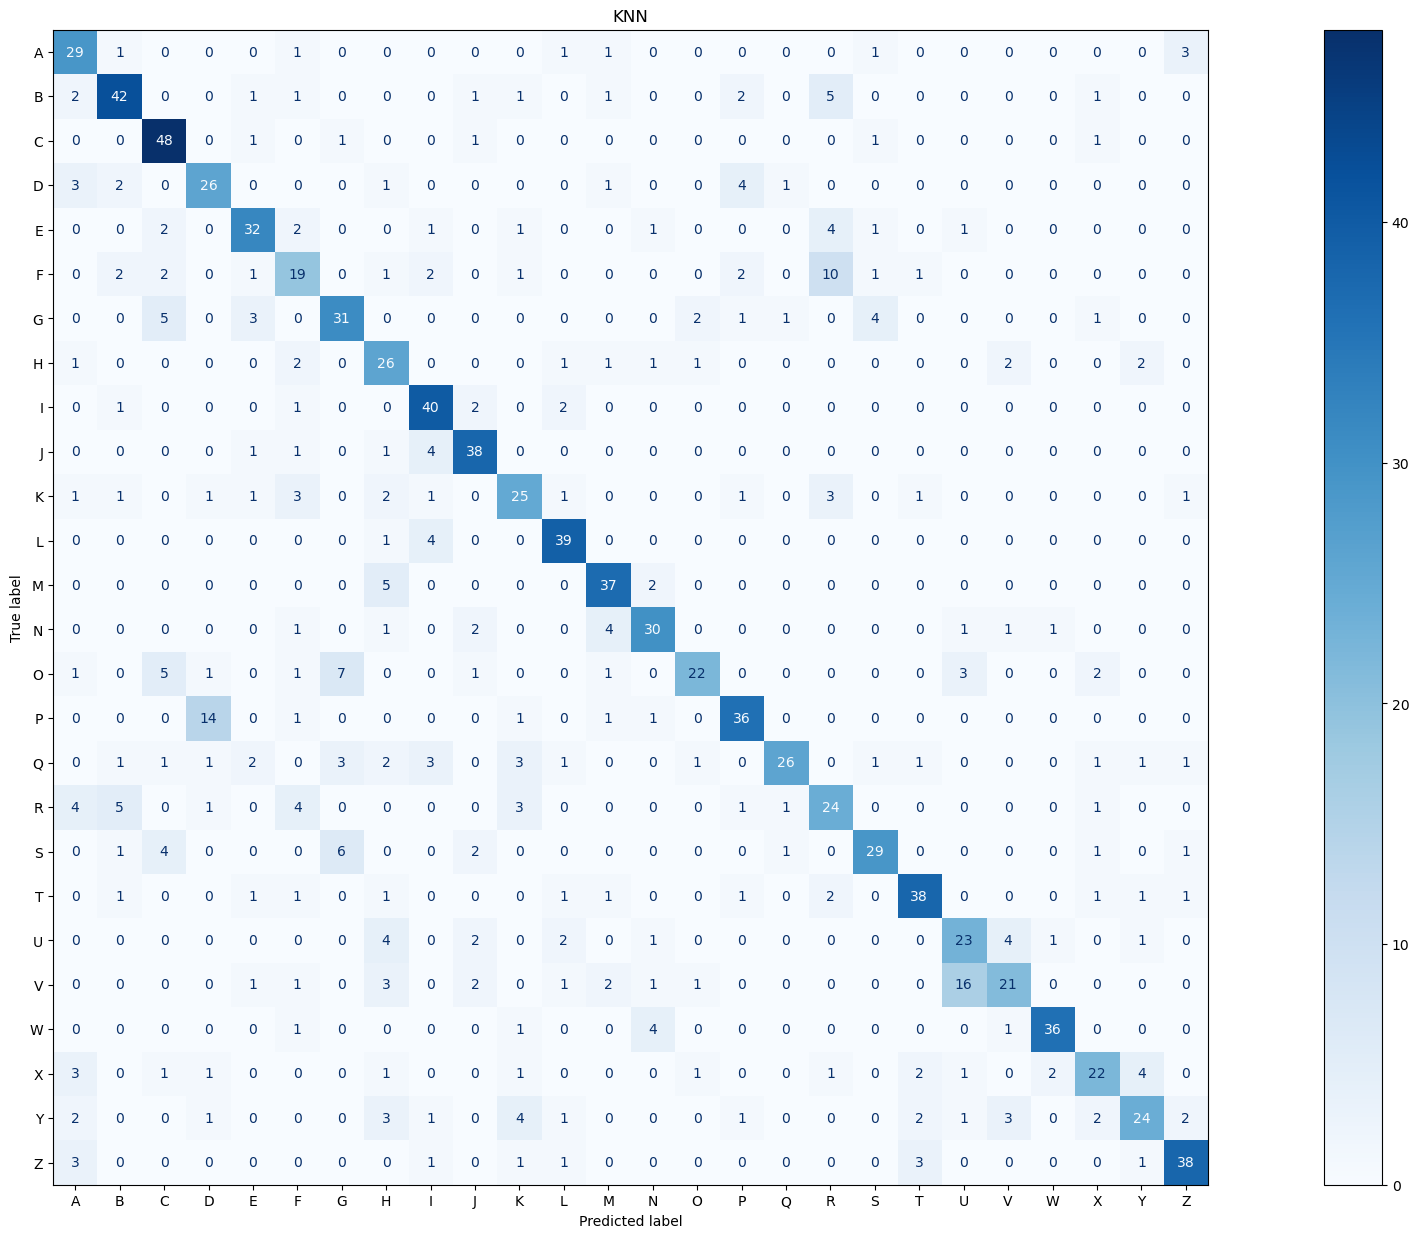 KNN
A 29 1 0 0 0 1 0 0 0 0 0 1 1 0 0 0 0 0 1 0 0 0 0 0 0 3
B 2 42 0 0 1 1 0 0 0 1 1 0 1 0 0 2 0 5 0 0 0 0 0 1 0 0
C 0 0 48 0 1 0 1 0 0 1 0 0 0 0 0 0 0 0 1 0 0 0 0 1 0 0
D 3 2 0 26 0 0 0 1 0 0 0 0 1 0 0 4 1 0 0 0 0 0 0 0 0 0
E 0 0 2 0 32 2 0 0 1 0 1 0 0 1 0 0 0 4 1 0 1 0 0 0 0 0
40
F 0 2 2 0 1 19 0 1 2 0 1 0 0 0 0 2 0 10 1 1 0 0 0 0 0 0
G 0 0 5 0 3 0 31 0 0 0 0 0 0 0 2 1 1 0 4 0 0 0 0 1 0 0
H 1 0 0 0 0 2 0 26 0 0 0 1 1 1 1 0 0 0 0 0 0 2 0 0 2 0
I 0 1 0 0 0 1 0 0 40 2 0 2 0 0 0 0 0 0 0 0 0 0 0 0 0 0
J 0 0 0 0 1 1 0 1 4 38 0 0 0 0 0 0 0 0 0 0 0 0 0 0 0 0
30
K 1 1 0 1 1 3 0 2 1 0 25 1 0 0 0 1 0 3 0 1 0 0 0 0 0 1
L 0 0 0 0 0 0 0 1 4 0 0 39 0 0 0 0 0 0 0 0 0 0 0 0 0 0
M 0 0 0 0 0 0 0 5 0 0 0 0 37 2 0 0 0 0 0 0 0 0 0 0 0 0
True label
N 0 0 0 0 0 1 0 1 0 2 0 0 4 30 0 0 0 0 0 0 1 1 1 0 0 0
O 1 0 5 1 0 1 7 0 0 1 0 0 1 0 22 0 0 0 0 0 3 0 0 2 0 0
20
P 0 0 0 14 0 1 0 0 0 0 1 0 1 1 0 36 0 0 0 0 0 0 0 0 0 0
Q 0 1 1 1 2 0 3 2 3 0 3 1 0 0 1 0 26 0 1 1 0 0 0 1 1 1
R 4 5 0 1 0 4 0 0 0 0 3 0 0 0 0 1 1 24 0 0 0 0 0 1 0 0
S 0 1 4 0 0 0 6 0 0 2 0 0 0 0 0 0 1 0 29 0 0 0 0 1 0 1
T 0 1 0 0 1 1 0 1 0 0 0 1 1 0 0 1 0 2 0 38 0 0 0 1 1 1
10
U 0 0 0 0 0 0 0 4 0 2 0 2 0 1 0 0 0 0 0 0 23 4 1 0 1 0
V 0 0 0 0 1 1 0 3 0 2 0 1 2 1 1 0 0 0 0 0 16 21 0 0 0 0
W 0 0 0 0 0 1 0 0 0 0 1 0 0 4 0 0 0 0 0 0 0 1 36 0 0 0
X 3 0 1 1 0 0 0 1 0 0 1 0 0 0 1 0 0 1 0 2 1 0 2 22 4 0
Y 2 0 0 1 0 0 0 3 1 0 4 1 0 0 0 1 0 0 0 2 1 3 0 2 24 2
Z 3 0 0 0 0 0 0 0 1 0 1 1 0 0 0 0 0 0 0 3 0 0 0 0 1 38
0
A B C D E F G H I J K L M N O P Q R S T U V W X Y Z
Predicted label